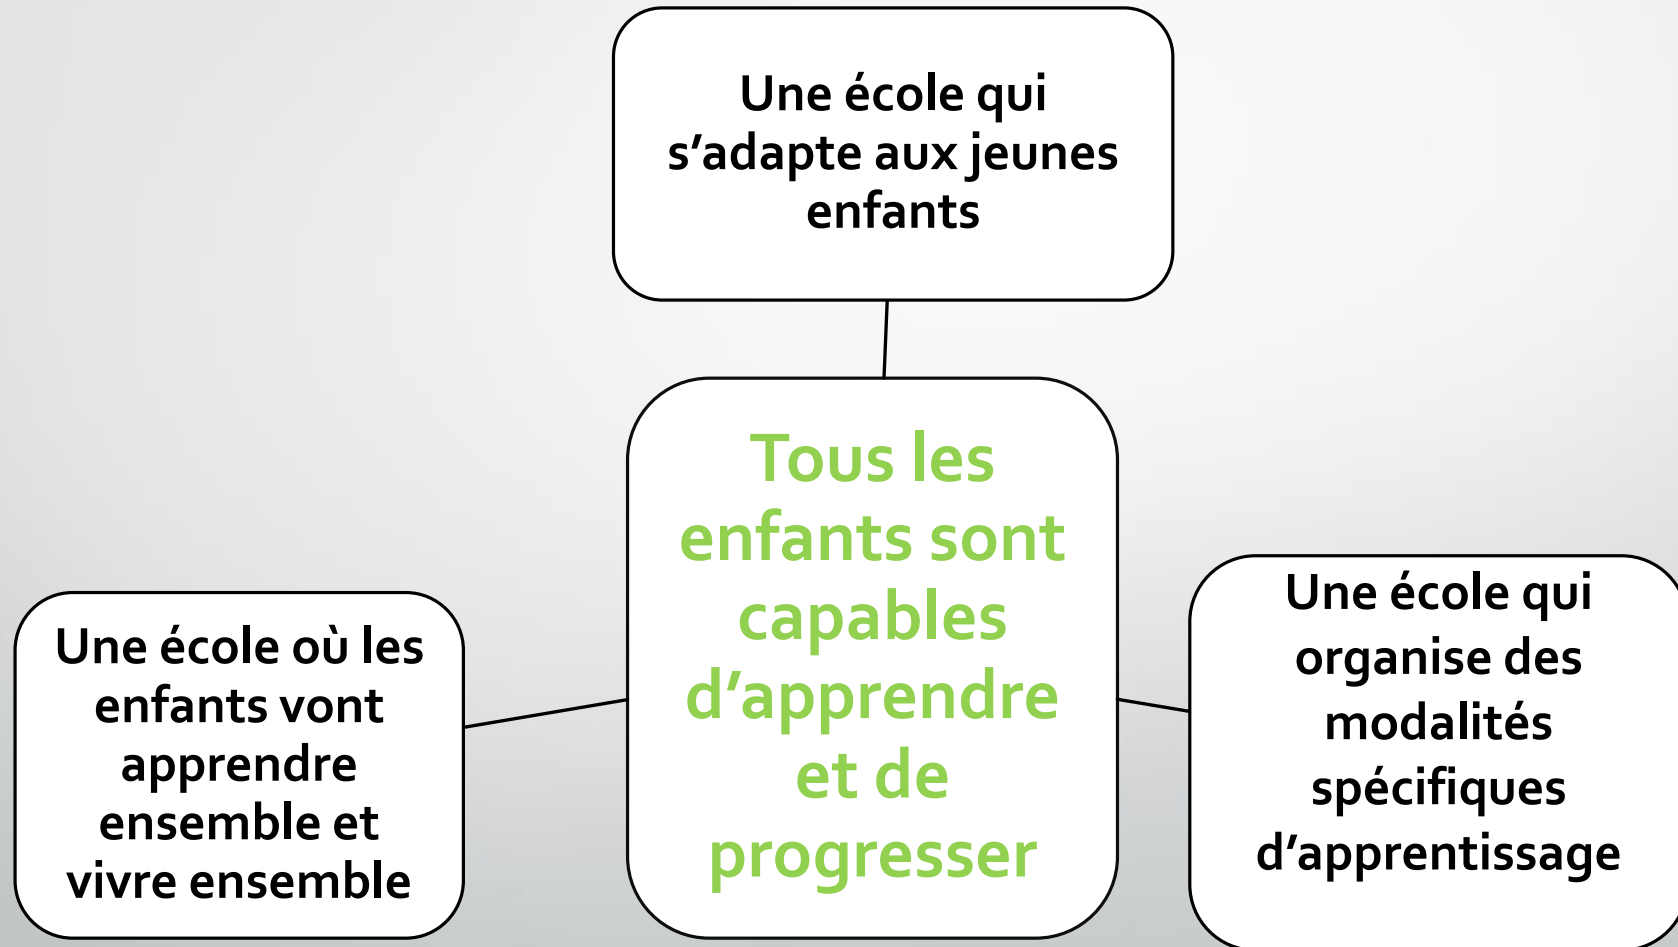 Une école qui
s’adapte aux jeunes
enfants
Tous les
enfants sont
capables
d’apprendre
et de
progresser
Une école où les
enfants vont
apprendre
ensemble et
vivre ensemble
Une école qui
organise des
modalités
spécifiques
d’apprentissage